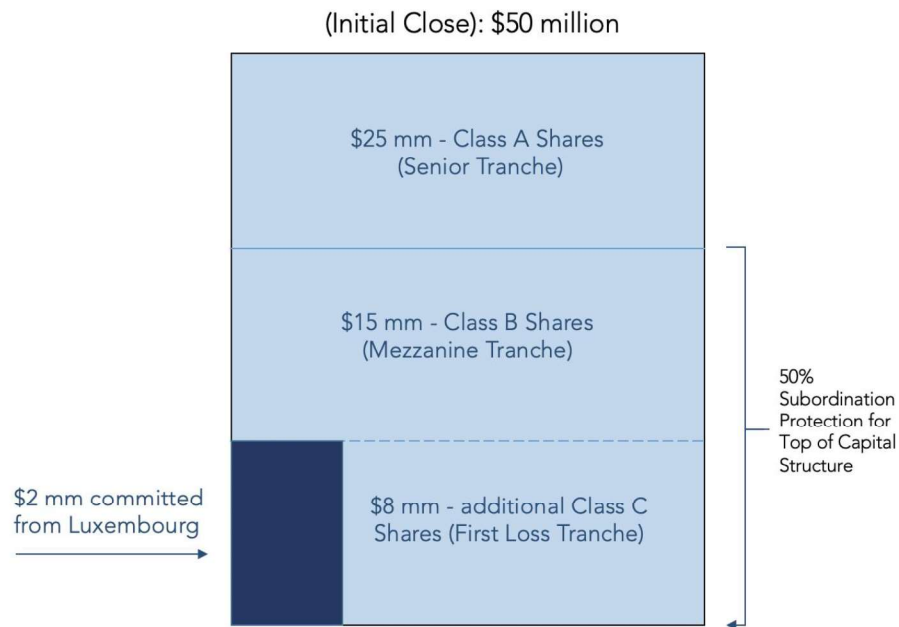 (Initial Close): $50 million
$25 mm - Class A Shares
(Senior Tranche)
$15 mm - Class B Shares
(Mezzanine Tranche)
50%
Subordination
Protection for
Top of Capital
Structure
$2 mm committed
from Luxembourg
$8 mm - additional Class C
Shares (First Loss Tranche)